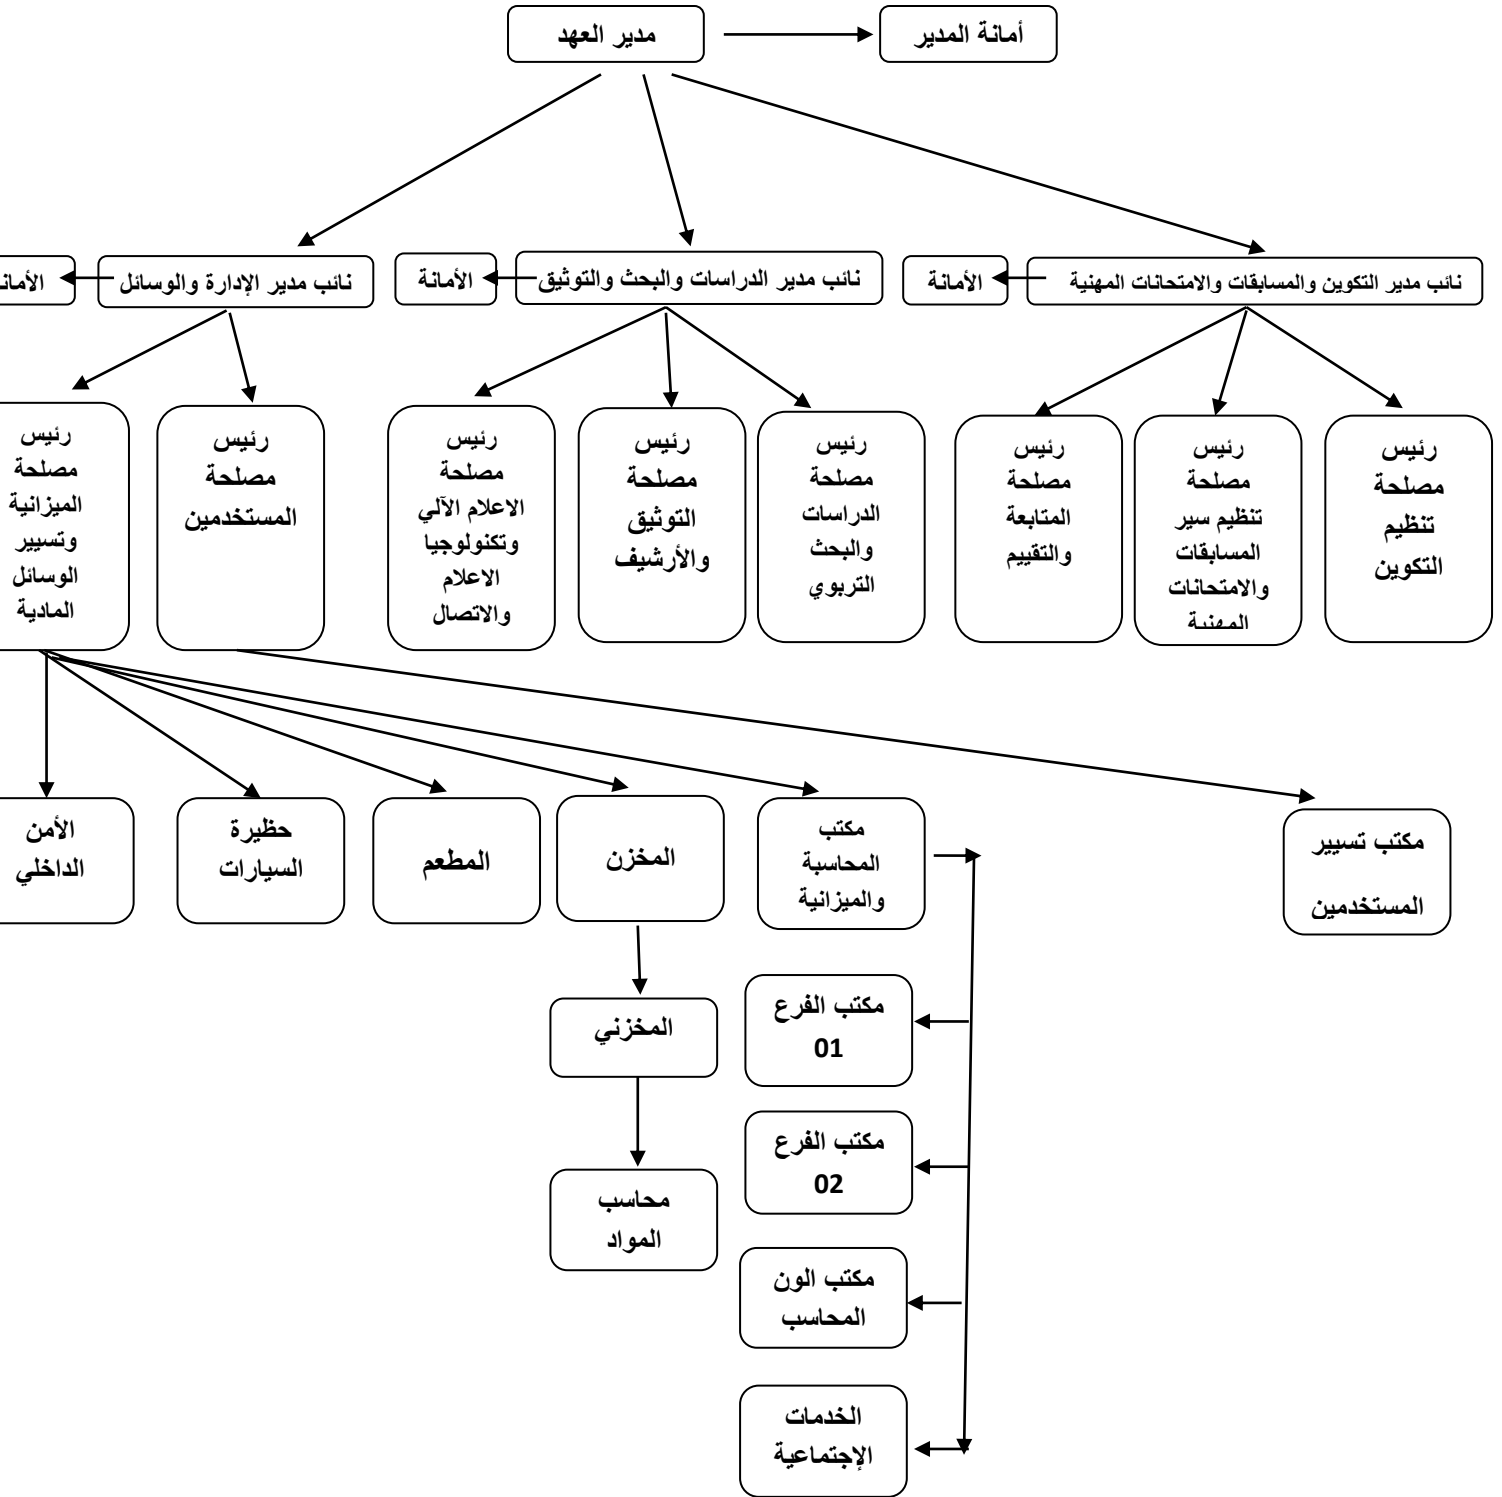 مدير العهد
أمانة المدير
نائب مدير التكوين والمسابقات والامتحانات المهنية
الأمانة
نائب مدير الدراسات والبحث والتوثيق
الأمانة
نائب مدير الإدارة والوسائل
الأمان
رئيس
مصلحة
تنظيم
التكوين
رئيس
مصلحة
تنظيم سير
المسابقات
والامتحانات
المهنية
رئيس
مصلحة
المتابعة
والتقييم
رئيس
مصلحة
الدراسات
والبحث
التربوي
رئيس
مصلحة
التوثيق
والأرشيف
رئيس
مصلحة
الاعلام الآلي
وتكنولوجيا
الاعلام
والاتصال
رئيس
مصلحة
المستخدمين
رئيس
مصلحة
الميزانية
وتسيير
الوسائل
المادية
مكتب تسيير
المستخدمين
مكتب
المحاسبة
والميزانية
المخزن
المطعم
حظيرة
السيارات
الأمن
الداخلي
مكتب الفرع
01
المخزني
مكتب الفرع
02
محاسب
المواد
مكتب الون
المحاسب
الخدمات
الإجتماعية